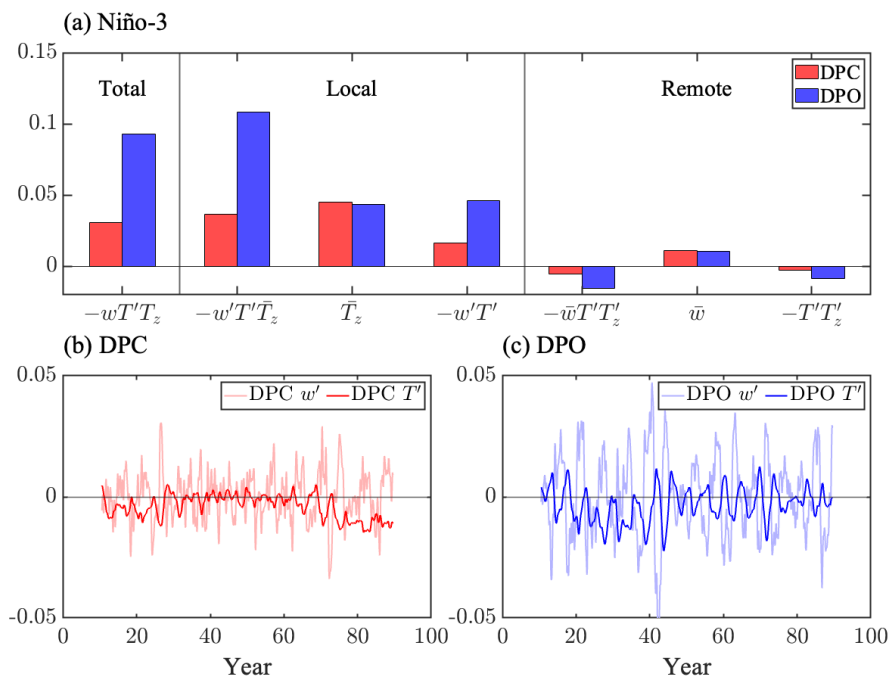 (a) Niño-3
0.15
0.1
0.05
0
Total
Local
Remote
DPC
DPO
−wT′T_z
−w′T′T̄_z
T̄_z
−w′T′
−w̄T′T′_z
w̄
−T′T′_z
(b) DPC
0.05
0
-0.05
DPC w′
DPC T′
0 20 40 60 80 100
Year
(c) DPO
0.05
0
-0.05
DPO w′
DPO T′
0 20 40 60 80 100
Year